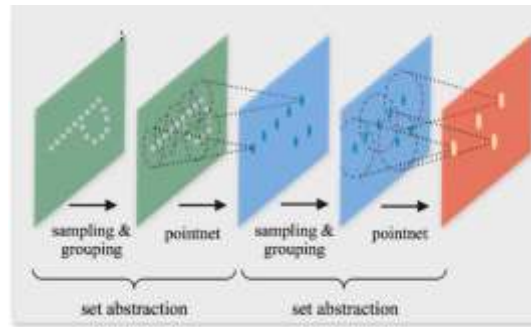 sampling &
grouping
pointnet
sampling &
grouping
pointnet
set abstraction
set abstraction